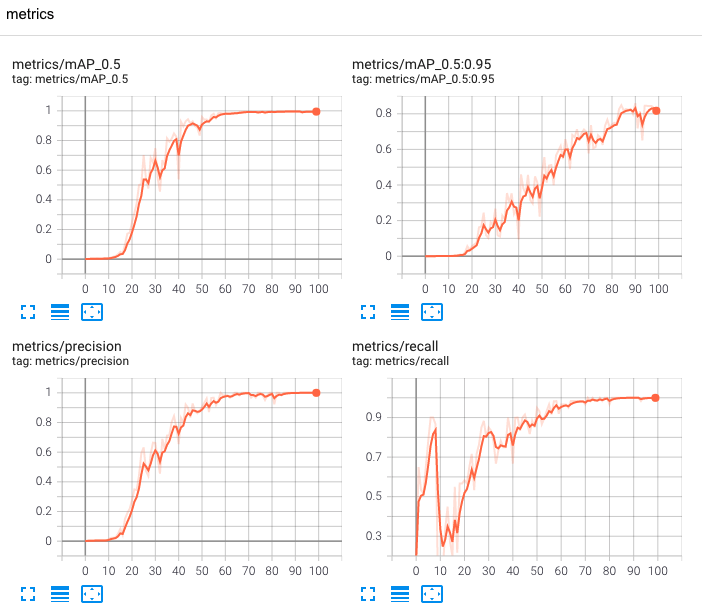 metrics
metrics/mAP_0.5
tag: metrics/mAP_0.5
1
0.8
0.6
0.4
0.2
0
0 10 20 30 40 50 60 70 80 90 100
metrics/mAP_0.5:0.95
tag: metrics/mAP_0.5:0.95
0.8
0.6
0.4
0.2
0
0 10 20 30 40 50 60 70 80 90 100
metrics/precision
tag: metrics/precision
1
0.8
0.6
0.4
0.2
0
0 10 20 30 40 50 60 70 80 90 100
metrics/recall
tag: metrics/recall
0.9
0.7
0.5
0.3
0 10 20 30 40 50 60 70 80 90 100